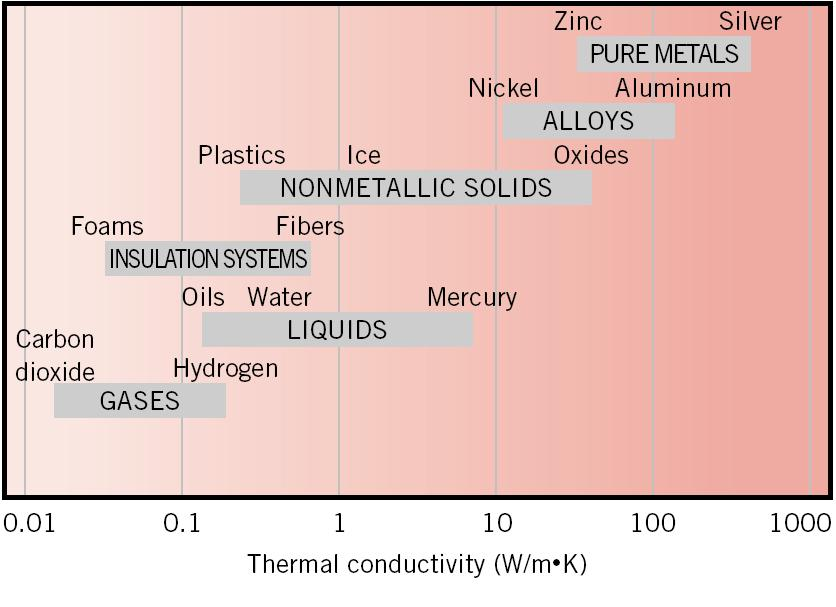 Zinc Silver
PURE METALS
Nickel Aluminum
ALLOYS
Plastics Ice Oxides
NONMETALLIC SOLIDS
Foams Fibers
INSULATION SYSTEMS
Oils Water Mercury
LIQUIDS
Carbon
dioxide Hydrogen
GASES
0.01 0.1 1 10 100 1000
Thermal conductivity (W/m•K)